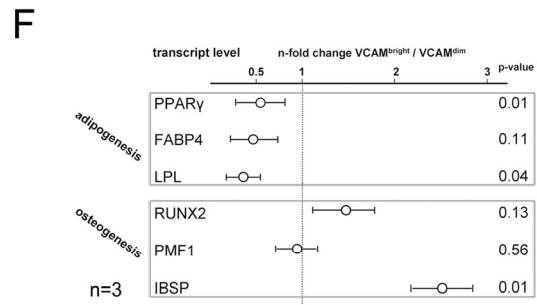 F
transcript level n-fold change VCAMbright / VCAMdim
0.5 1 2 3 p-value
adipogenesis
PPARγ 0.01
FABP4 0.11
LPL 0.04
osteogenesis
RUNX2 0.13
PMF1 0.56
IBSP 0.01
n=3